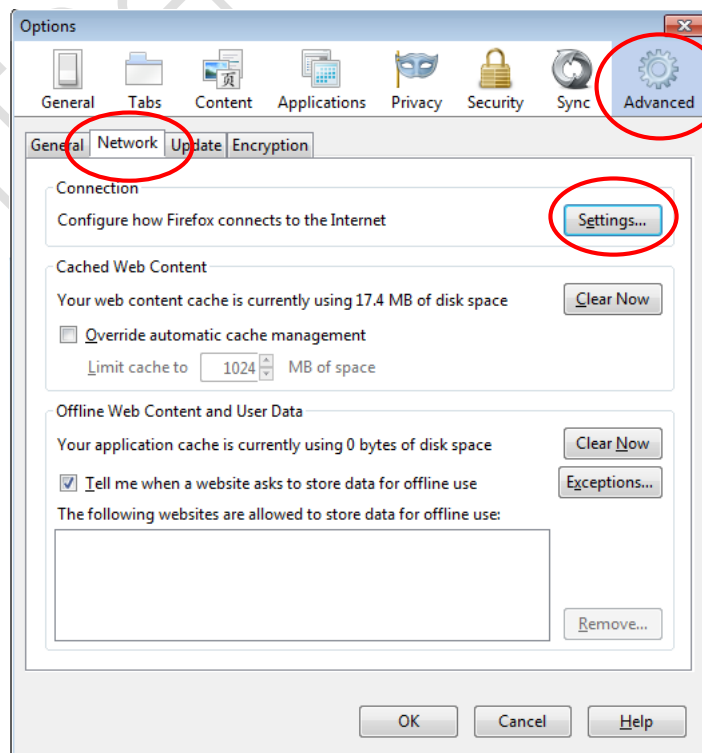 Options
General Tabs Content Applications Privacy Security Sync Advanced
General Network Update Encryption
Connection
Configure how Firefox connects to the Internet Settings...
Cached Web Content
Your web content cache is currently using 17.4 MB of disk space Clear Now
Override automatic cache management
Limit cache to 1024 MB of space
Offline Web Content and User Data
Your application cache is currently using 0 bytes of disk space Clear Now
Tell me when a website asks to store data for offline use Exceptions...
The following websites are allowed to store data for offline use:
Remove...
OK Cancel Help